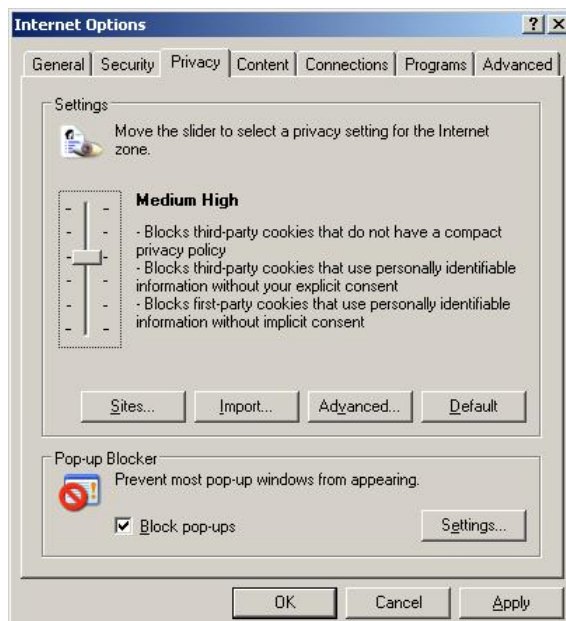 Internet Options
General Security Privacy Content Connections Programs Advanced
Settings
Move the slider to select a privacy setting for the Internet
zone.
Medium High
- Blocks third-party cookies that do not have a compact
privacy policy
- Blocks third-party cookies that use personally identifiable
information without your explicit consent
- Blocks first-party cookies that use personally identifiable
information without implicit consent
Sites... Import... Advanced... Default
Pop-up Blocker
Prevent most pop-up windows from appearing.
Block pop-ups Settings...
OK Cancel Apply